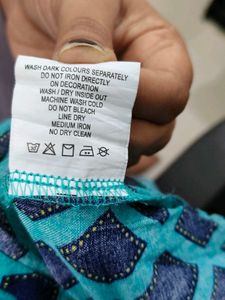 WASH DARK COLOURS SEPARATELY
DO NOT IRON DIRECTLY
ON DECORATION
WASH / DRY INSIDE OUT
MACHINE WASH COLD
DO NOT BLEACH
LINE DRY
MEDIUM IRON
NO DRY CLEAN